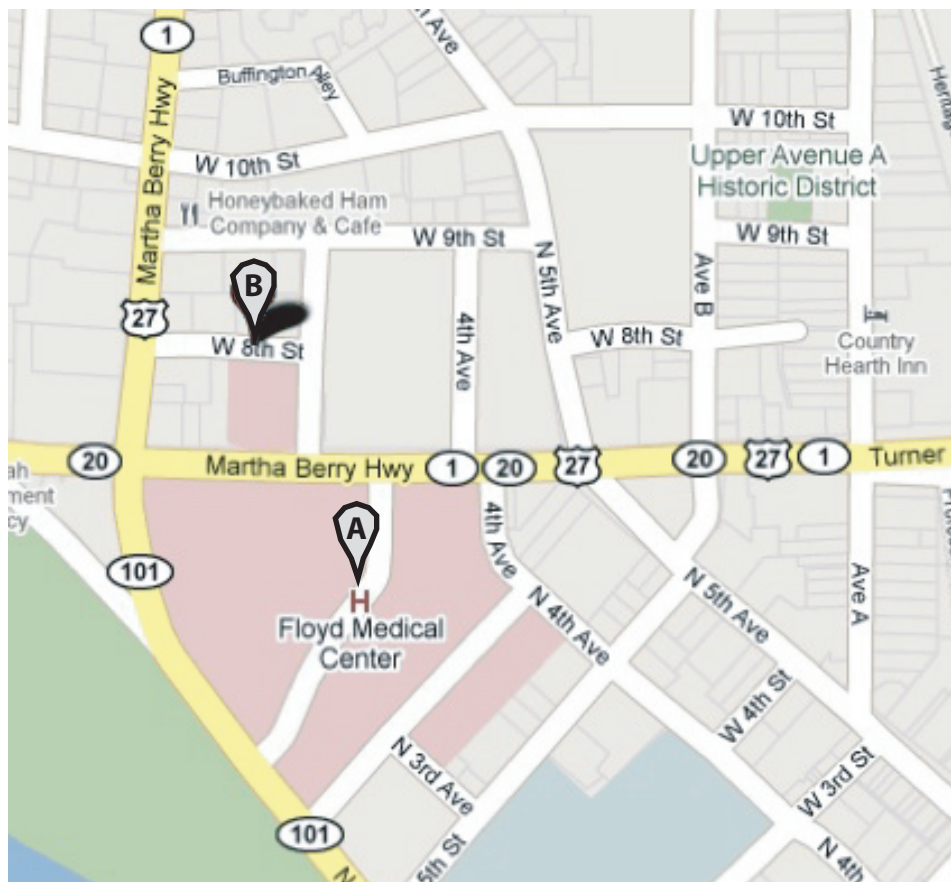 1
N 5th Ave
Buffington Alley
Martha Berry Hwy
W 10th St
W 10th St
Upper Avenue A
Historic District
Honeybaked Ham
Company & Cafe
W 9th St
W 9th St
N 5th Ave
Ave B
B
27
W 8th St
4th Ave
W 8th St
Country
Hearth Inn
20
Martha Berry Hwy
1
20
27
20
27
1
Turner
4th Ave
A
101
H
Floyd Medical
Center
N 4th Ave
N 5th Ave
Ave A
W 4th St
N 3rd Ave
W 3rd St
101
5th St
N 4th
N